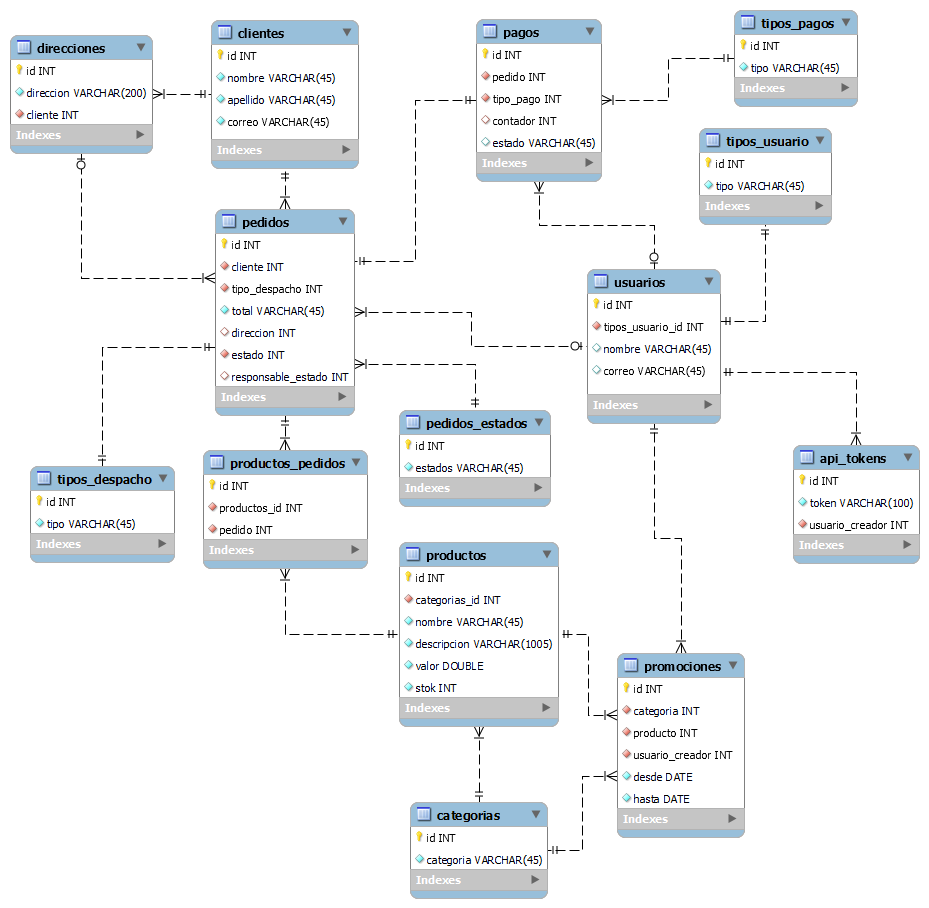 direcciones
id INT
direccion VARCHAR(200)
cliente INT
Indexes
clientes
id INT
nombre VARCHAR(45)
apellido VARCHAR(45)
correo VARCHAR(45)
Indexes
pagos
id INT
pedido INT
tipo_pago INT
contador INT
estado VARCHAR(45)
Indexes
tipos_pagos
id INT
tipo VARCHAR(45)
Indexes
tipos_usuario
id INT
tipo VARCHAR(45)
Indexes
pedidos
id INT
cliente INT
tipo_despacho INT
total VARCHAR(45)
direccion INT
estado INT
responsable_estado INT
Indexes
usuarios
id INT
tipos_usuario_id INT
nombre VARCHAR(45)
correo VARCHAR(45)
Indexes
pedidos_estados
id INT
estados VARCHAR(45)
Indexes
api_tokens
id INT
token VARCHAR(100)
usuario_creador INT
Indexes
tipos_despacho
id INT
tipo VARCHAR(45)
Indexes
productos_pedidos
id INT
productos_id INT
pedido INT
Indexes
productos
id INT
categorias_id INT
nombre VARCHAR(45)
descripcion VARCHAR(1005)
valor DOUBLE
stok INT
Indexes
promociones
id INT
categoria INT
producto INT
usuario_creador INT
desde DATE
hasta DATE
Indexes
categorias
id INT
categoria VARCHAR(45)
Indexes